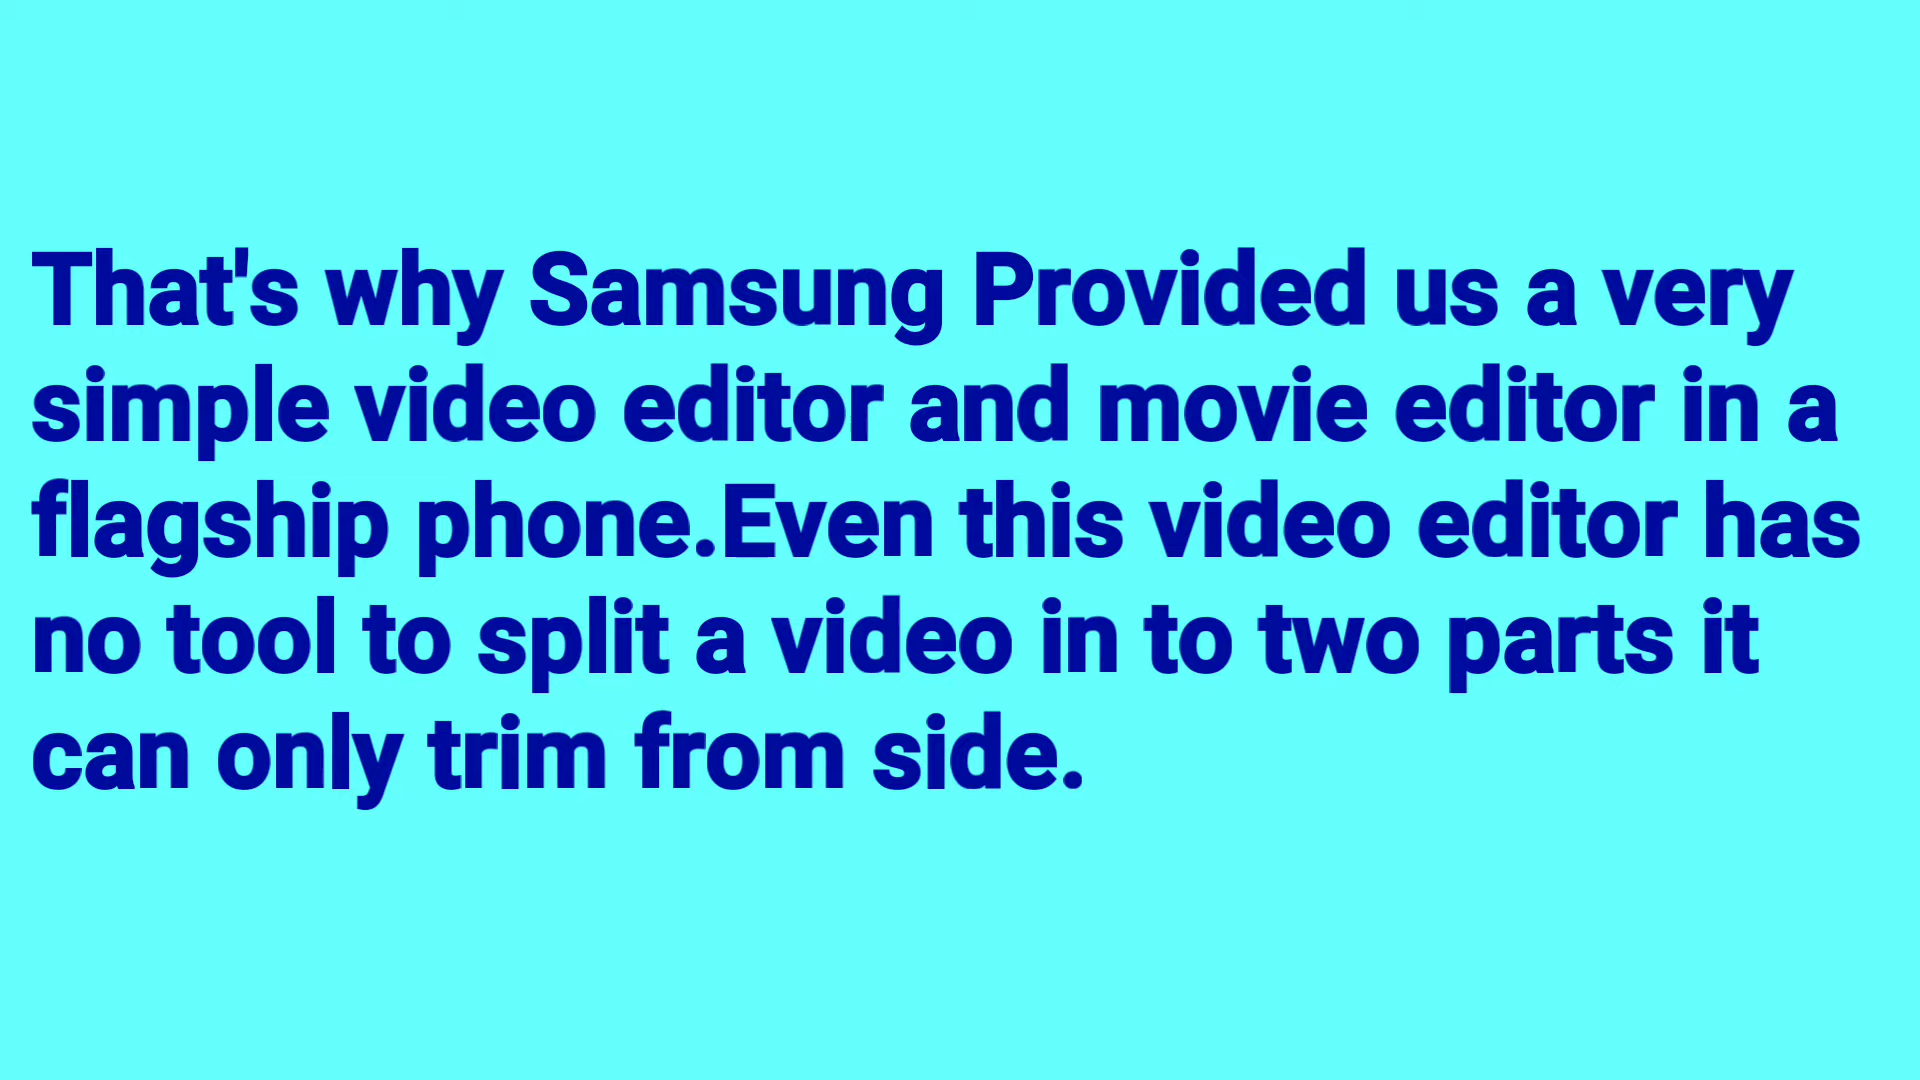 That's why Samsung Provided us a very
simple video editor and movie editor in a
flagship phone.Even this video editor has
no tool to split a video in to two parts it
can only trim from side.